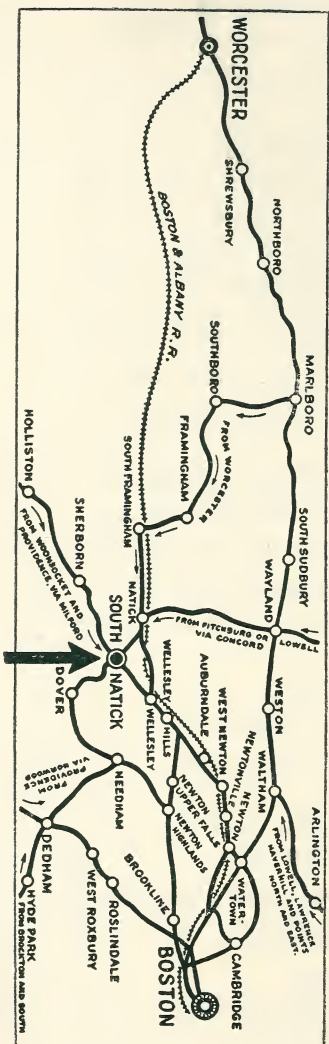 WORCESTER
SHREWSBURY
NORTHBORO
MARLBORO
BOSTON & ALBANY R.R.
SOUTHBORO
FRAMINGHAM
FROM WORCESTER
SOUTH FRAMINGHAM
SOUTH SUDBURY
WAYLAND
LOWELL
FROM FITCHBURG OR
VIA CONCORD
NATICK
HOLLISTON
SHERBORN
FROM WOONSOCKET AND
PROVIDENCE, VIA MILFORD
SOUTH
NATICK
DOVER
WESTON
WALTHAM
ARLINGTON
FROM LOWELL, LAWRENCE
HAVERHILL AND POINTS
NORTH AND EAST.
WELLESLEY
HILLS
WELLESLEY
AUBURNDALE
WEST NEWTON
NEWTONVILLE
NEWTON
WATER-
TOWN
CAMBRIDGE
NEWTON
UPPER FALLS
NEWTON
HIGHLANDS
BROOKLINE
BOSTON
NEEDHAM
FROM
PROVIDENCE
VIA NORWOOD
DEDHAM
WEST ROXBURY
ROSLINDALE
HYDE PARK
FROM BROCKTON AND SOUTH